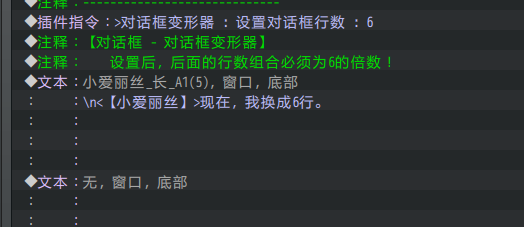 ◆注释：----------------------------
◆插件指令：>对话框变形器 : 设置对话框行数 : 6
◆注释：【对话框 - 对话框变形器】
◆注释：　　设置后，后面的行数组合必须为6的倍数！
◆文本：小爱丽丝_长_A1(5), 窗口, 底部
：　　：\n<【小爱丽丝】>现在，我换成6行。
：　　：
：　　：
：　　：
◆文本：无, 窗口, 底部
：　　：
：　　：